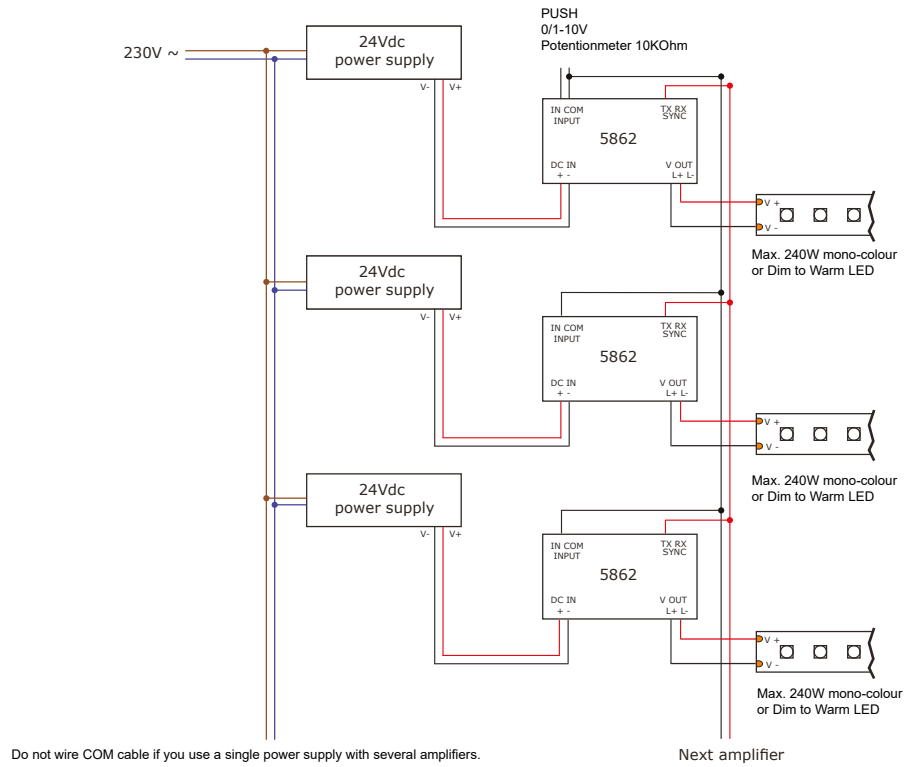 PUSH
0/1-10V
Potentionmeter 10KOhm
230V ~
24Vdc
power supply
V- V+
IN COM
INPUT
TX RX
SYNC
5862
DC IN
+ -
V OUT
L+ L-
V +
V -
Max. 240W mono-colour
or Dim to Warm LED
24Vdc
power supply
V- V+
IN COM
INPUT
TX RX
SYNC
5862
DC IN
+ -
V OUT
L+ L-
V +
V -
Max. 240W mono-colour
or Dim to Warm LED
24Vdc
power supply
V- V+
IN COM
INPUT
TX RX
SYNC
5862
DC IN
+ -
V OUT
L+ L-
V +
V -
Max. 240W mono-colour
or Dim to Warm LED
Do not wire COM cable if you use a single power supply with several amplifiers.
Next amplifier